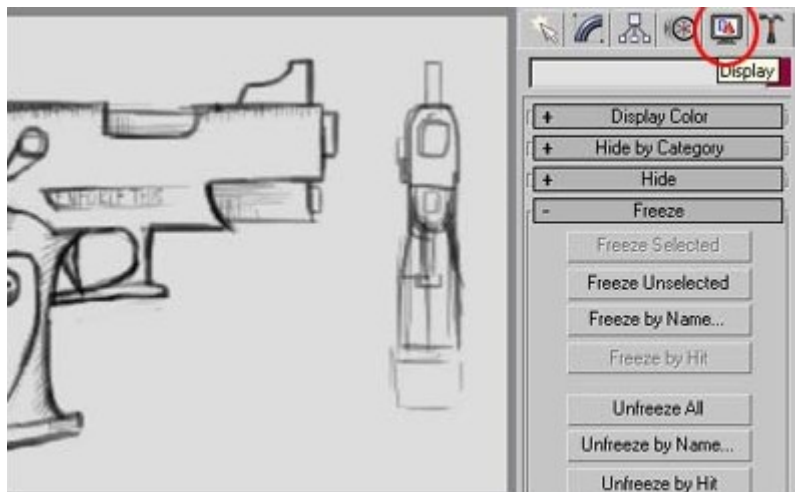 Display
+ Display Color
+ Hide by Category
+ Hide
- Freeze
Freeze Selected
Freeze Unselected
Freeze by Name...
Freeze by Hit
Unfreeze All
Unfreeze by Name...
Unfreeze by Hit
THIS